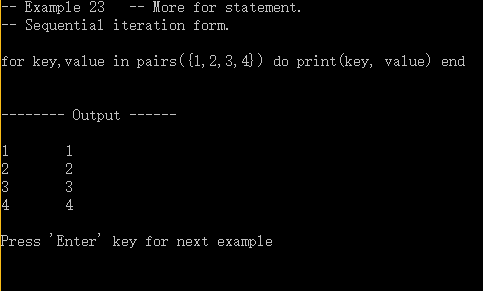 -- Example 23   -- More for statement.
-- Sequential iteration form.
for key,value in pairs({1,2,3,4}) do print(key, value) end
-------- Output ------
1       1
2       2
3       3
4       4
Press 'Enter' key for next example